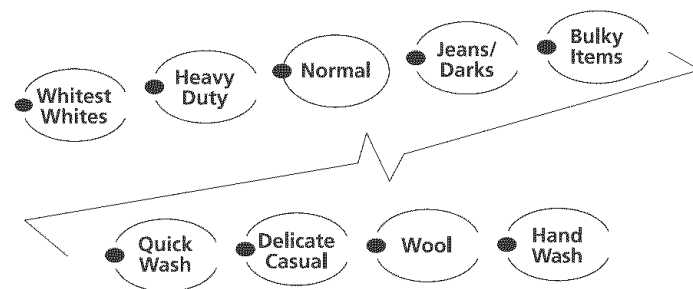 Whitest
Whites
Heavy
Duty
Normal
Jeans/
Darks
Bulky
Items
Quick
Wash
Delicate
Casual
Wool
Hand
Wash